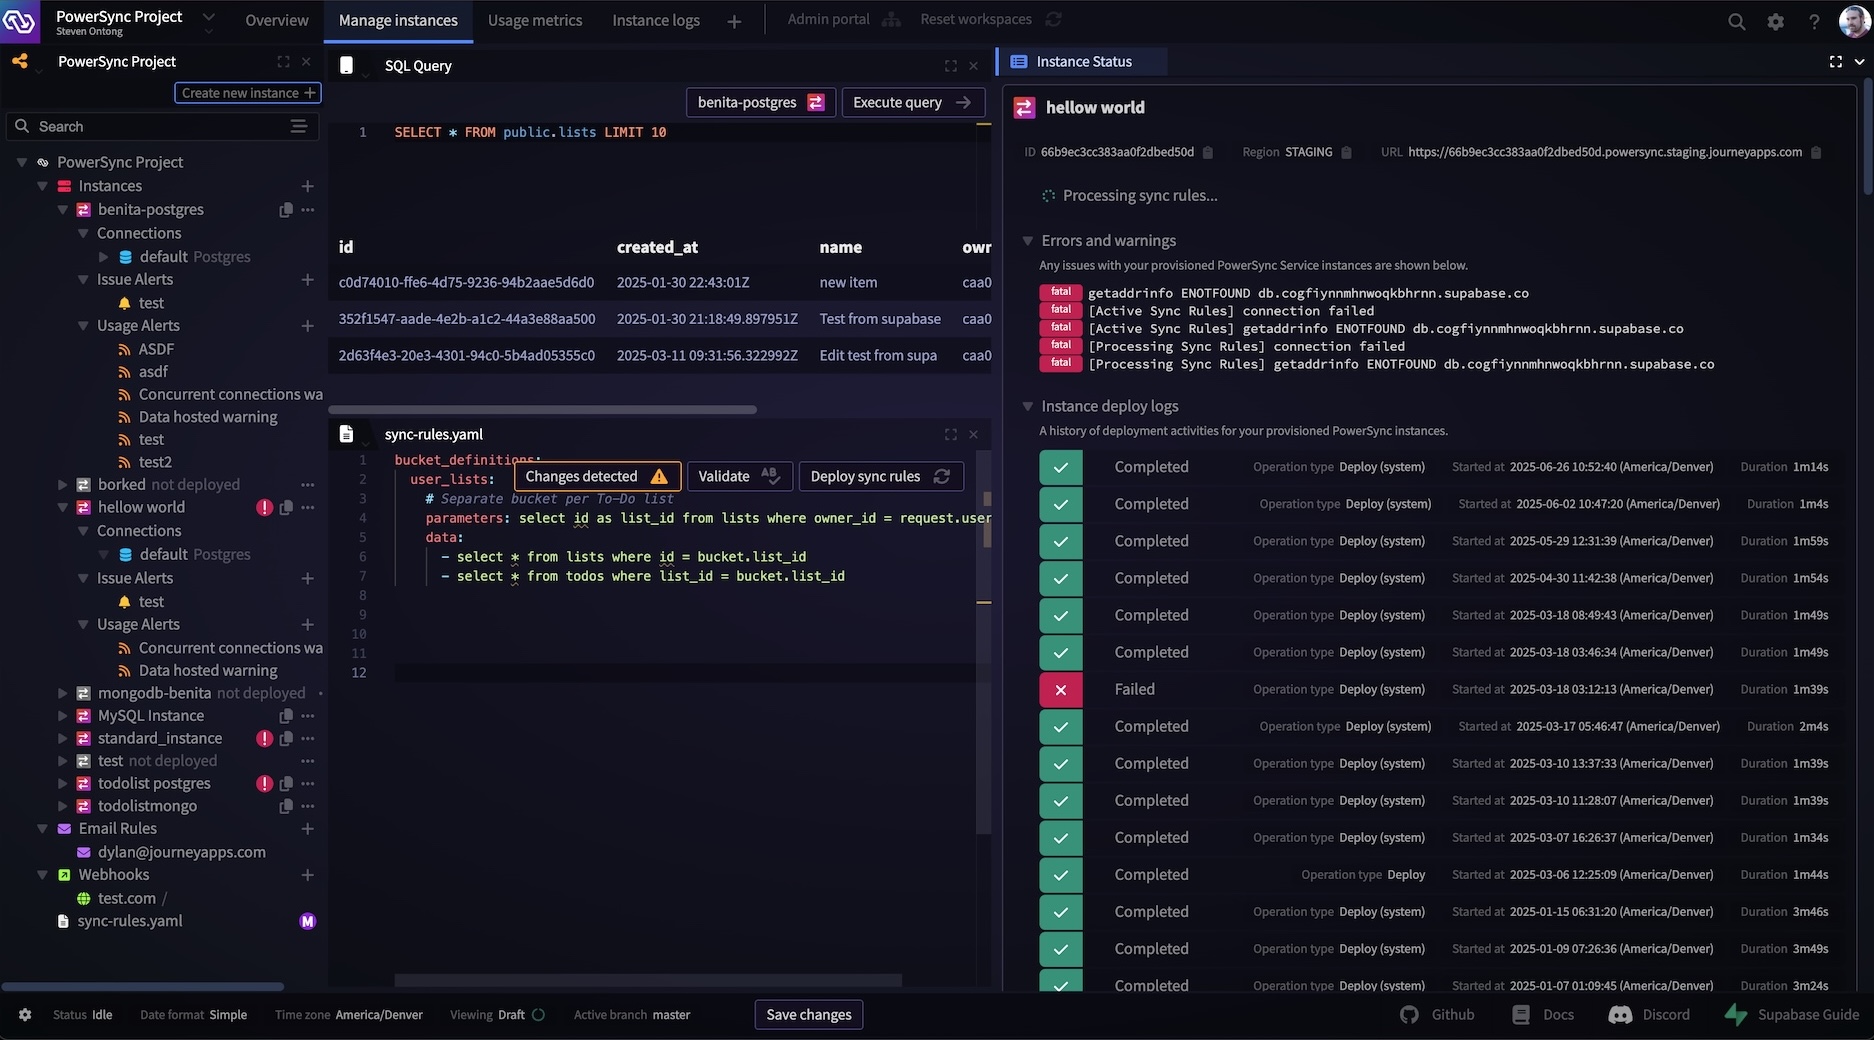 PowerSync Project
Steven Ontong
Overview
Manage instances
Usage metrics
Instance logs
Admin portal
Reset workspaces
PowerSync Project
Create new instance
Search
PowerSync Project
Instances
benita-postgres
Connections
default Postgres
Issue Alerts
test
Usage Alerts
ASDF
asdf
Concurrent connections wa
Data hosted warning
test
test2
borked not deployed
hellow world
Connections
default Postgres
Issue Alerts
test
Usage Alerts
Concurrent connections wa
Data hosted warning
mongodb-benita not deployed
MySQL Instance
standard_instance
test not deployed
todolist postgres
todolistmongo
Email Rules
dylan@journeyapps.com
Webhooks
test.com /
sync-rules.yaml
M
SQL Query
benita-postgres
Execute query
1 SELECT * FROM public.lists LIMIT 10
id created_at name own
c0d74010-ffe6-4d75-9236-94b2aae5d6d0 2025-01-30 22:43:01Z new item caa0
352f1547-aade-4e2b-a1c2-44a3e88aa500 2025-01-30 21:18:49.897951Z Test from supabase caa0
2d63f4e3-20e3-4301-94c0-5b4ad05355c0 2025-03-11 09:31:56.322992Z Edit test from supa caa0
sync-rules.yaml
Changes detected
Validate
Deploy sync rules
1 bucket_definitions:
2 user_lists:
3 # Separate bucket per To-Do list
4 parameters: select id as list_id from lists where owner_id = request.user
5 data:
6 - select * from lists where id = bucket.list_id
7 - select * from todos where list_id = bucket.list_id
8
9
10
11
12
Instance Status
hellow world
ID 66b9ec3cc383aa0f2dbed50d Region STAGING URL https://66b9ec3cc383aa0f2dbed50d.powersync.staging.journeyapps.com
Processing sync rules...
Errors and warnings
Any issues with your provisioned PowerSync Service instances are shown below.
fatal getaddrinfo ENOTFOUND db.cogfiynnmhnwoqkbhrnn.supabase.co
fatal [Active Sync Rules] connection failed
fatal [Active Sync Rules] getaddrinfo ENOTFOUND db.cogfiynnmhnwoqkbhrnn.supabase.co
fatal [Processing Sync Rules] connection failed
fatal [Processing Sync Rules] getaddrinfo ENOTFOUND db.cogfiynnmhnwoqkbhrnn.supabase.co
Instance deploy logs
A history of deployment activities for your provisioned PowerSync instances.
Completed Operation type Deploy (system) Started at 2025-06-26 10:52:40 (America/Denver) Duration 1m14s
Completed Operation type Deploy (system) Started at 2025-06-02 10:47:20 (America/Denver) Duration 1m4s
Completed Operation type Deploy (system) Started at 2025-05-29 12:31:39 (America/Denver) Duration 1m59s
Completed Operation type Deploy (system) Started at 2025-04-30 11:42:38 (America/Denver) Duration 1m54s
Completed Operation type Deploy (system) Started at 2025-03-18 08:49:43 (America/Denver) Duration 1m49s
Completed Operation type Deploy (system) Started at 2025-03-18 03:46:34 (America/Denver) Duration 1m49s
Failed Operation type Deploy (system) Started at 2025-03-18 03:12:13 (America/Denver) Duration 1m39s
Completed Operation type Deploy (system) Started at 2025-03-17 05:46:47 (America/Denver) Duration 2m4s
Completed Operation type Deploy (system) Started at 2025-03-10 13:37:33 (America/Denver) Duration 1m39s
Completed Operation type Deploy (system) Started at 2025-03-10 11:28:07 (America/Denver) Duration 1m39s
Completed Operation type Deploy (system) Started at 2025-03-07 16:26:37 (America/Denver) Duration 1m34s
Completed Operation type Deploy Started at 2025-03-06 12:25:09 (America/Denver) Duration 1m44s
Completed Operation type Deploy (system) Started at 2025-01-15 06:31:20 (America/Denver) Duration 3m46s
Completed Operation type Deploy (system) Started at 2025-01-09 07:26:36 (America/Denver) Duration 3m49s
Completed Operation type Deploy (system) Started at 2025-01-07 01:09:45 (America/Denver) Duration 3m24s
Status Idle
Date format Simple
Time zone America/Denver
Viewing Draft
Active branch master
Save changes
Github
Docs
Discord
Supabase Guide